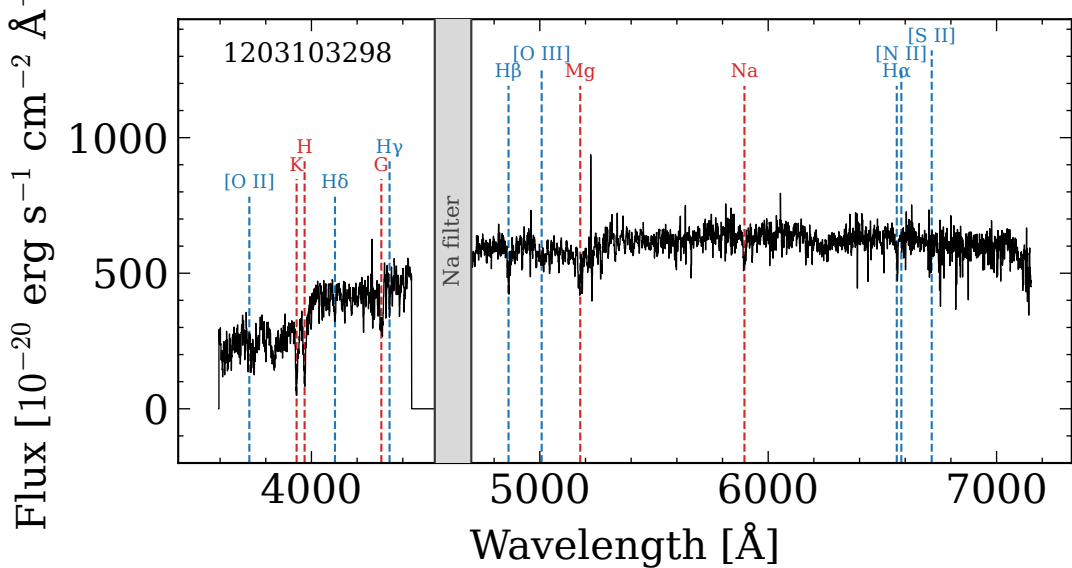 1203103298
[O II]
K
H
Hδ
G
Hγ
Na filter
Hβ
[O III]
Mg
Na
[N II]
Hα
[S II]
1000
500
0
4000
5000
6000
7000
Wavelength [Å]
Flux [10⁻²⁰ erg s⁻¹ cm⁻² Å⁻